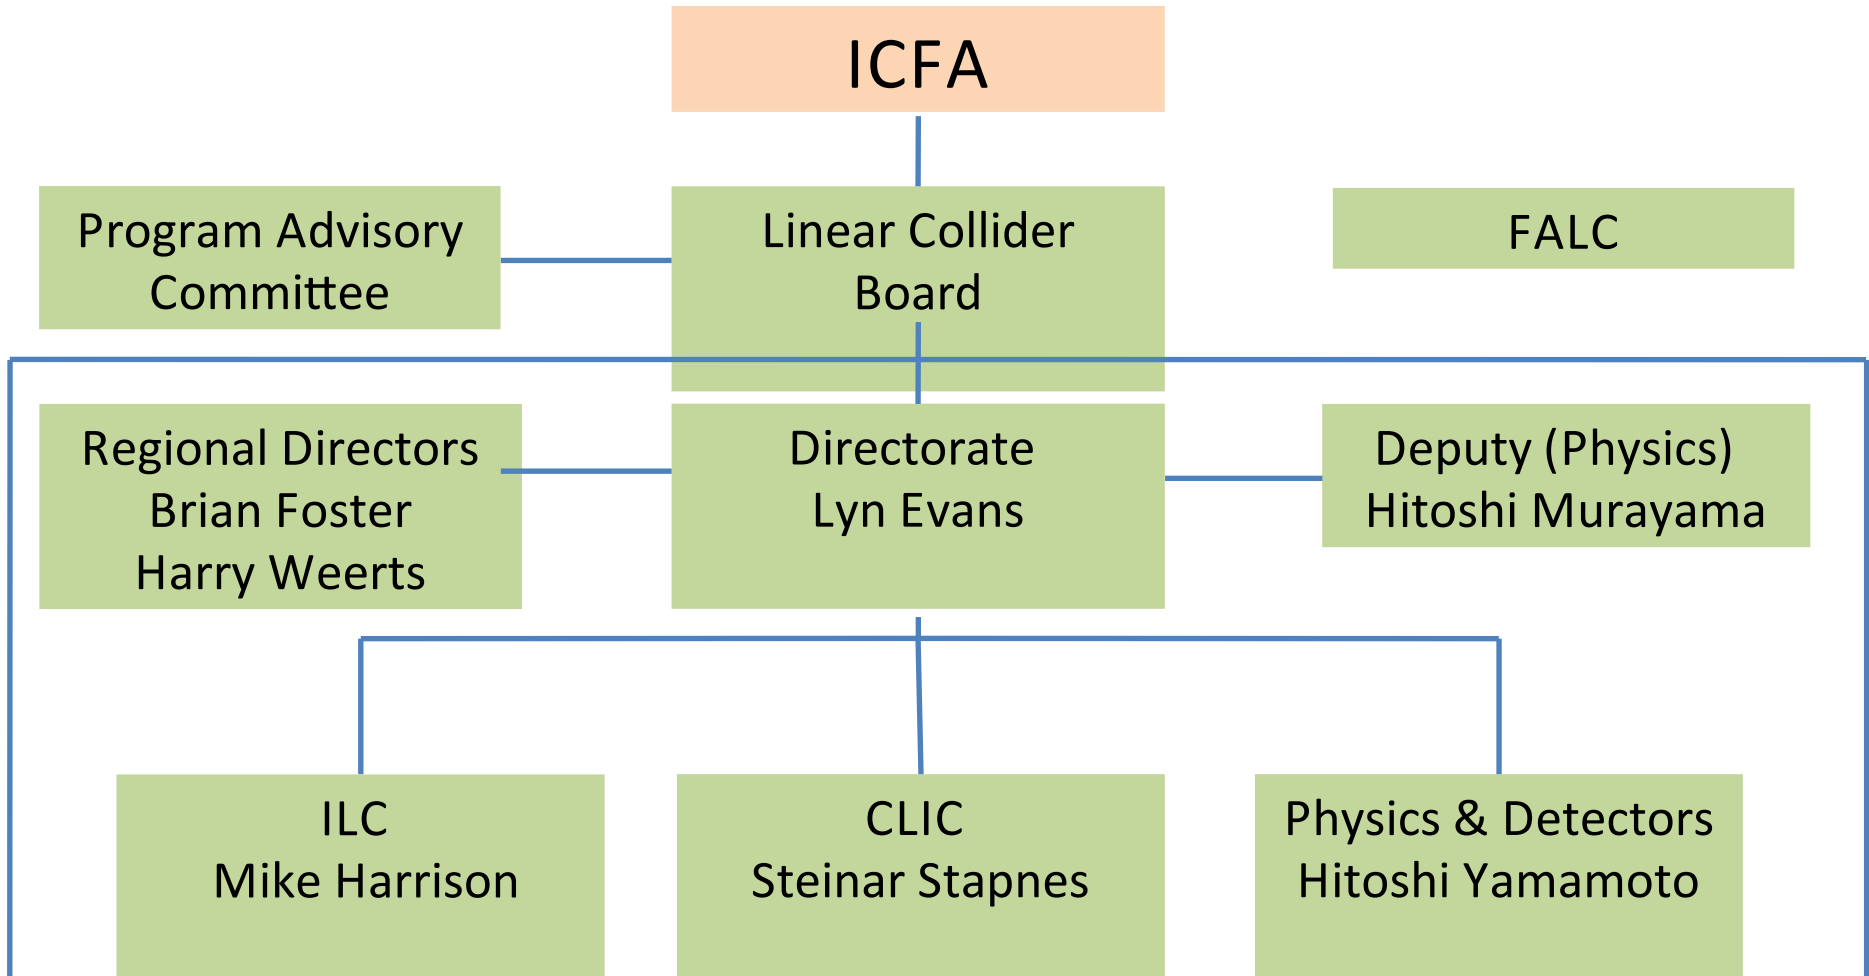 ICFA
Program Advisory
Committee
Linear Collider
Board
FALC
Regional Directors
Brian Foster
Harry Weerts
Directorate
Lyn Evans
Deputy (Physics)
Hitoshi Murayama
ILC
Mike Harrison
CLIC
Steinar Stapnes
Physics & Detectors
Hitoshi Yamamoto